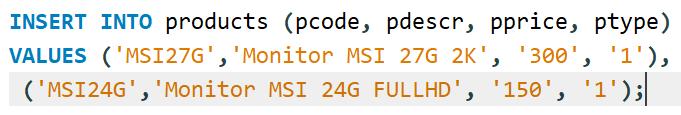 INSERT INTO products (pcode, pdescr, pprice, ptype)
VALUES ('MSI27G','Monitor MSI 27G 2K', '300', '1'),
('MSI24G','Monitor MSI 24G FULLHD', '150', '1');